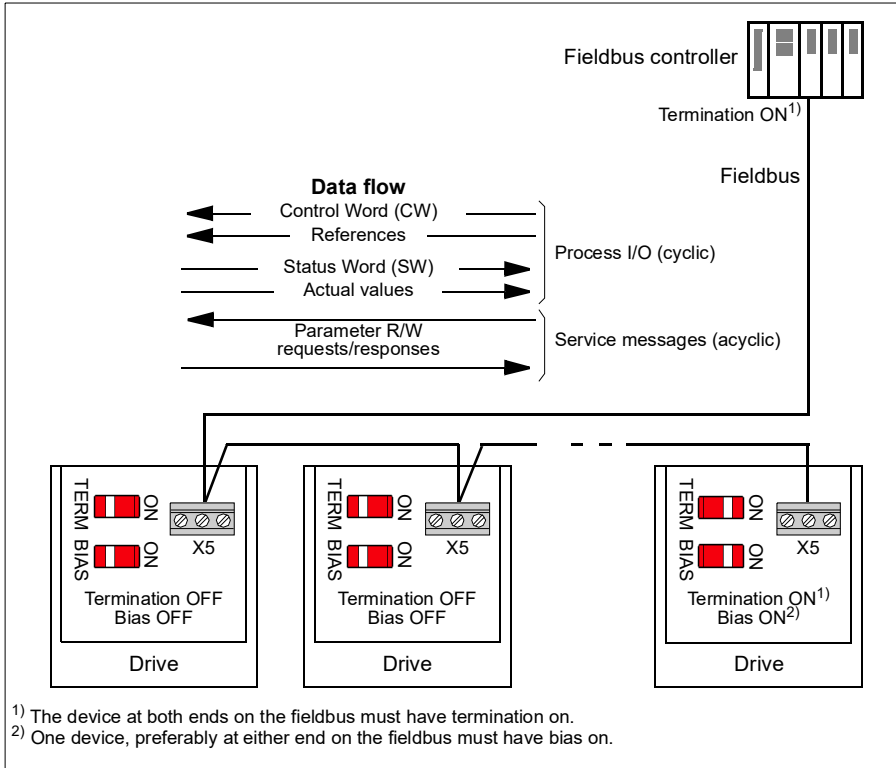 Fieldbus controller
Termination ON1)
Fieldbus
Data flow
Control Word (CW)
References
Status Word (SW)
Actual values
Process I/O (cyclic)
Parameter R/W
requests/responses
Service messages (acyclic)
TERM
ON
BIAS
ON
X5
Termination OFF
Bias OFF
Drive
TERM
ON
BIAS
ON
X5
Termination OFF
Bias OFF
Drive
TERM
ON
BIAS
ON
X5
Termination ON1)
Bias ON2)
Drive
1) The device at both ends on the fieldbus must have termination on.
2) One device, preferably at either end on the fieldbus must have bias on.